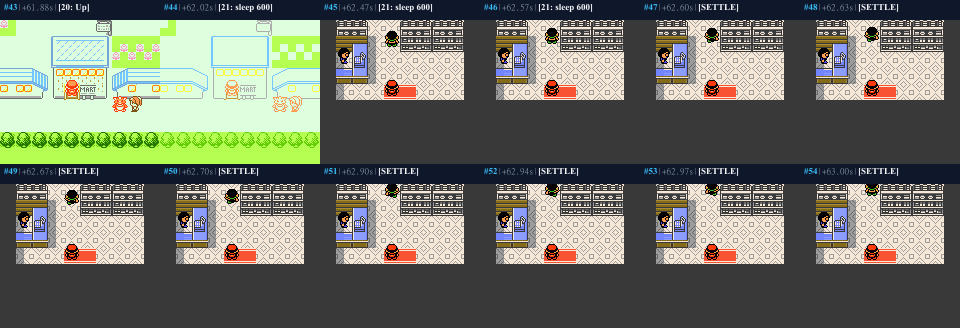 #43 | +61.88s | [20: Up]
#44 | +62.02s | [21: sleep 600]
#45 | +62.47s | [21: sleep 600]
#46 | +62.57s | [21: sleep 600]
#47 | +62.60s | [SETTLE]
#48 | +62.63s | [SETTLE]
MART
MART
#49 | +62.67s | [SETTLE]
#50 | +62.70s | [SETTLE]
#51 | +62.90s | [SETTLE]
#52 | +62.94s | [SETTLE]
#53 | +62.97s | [SETTLE]
#54 | +63.00s | [SETTLE]